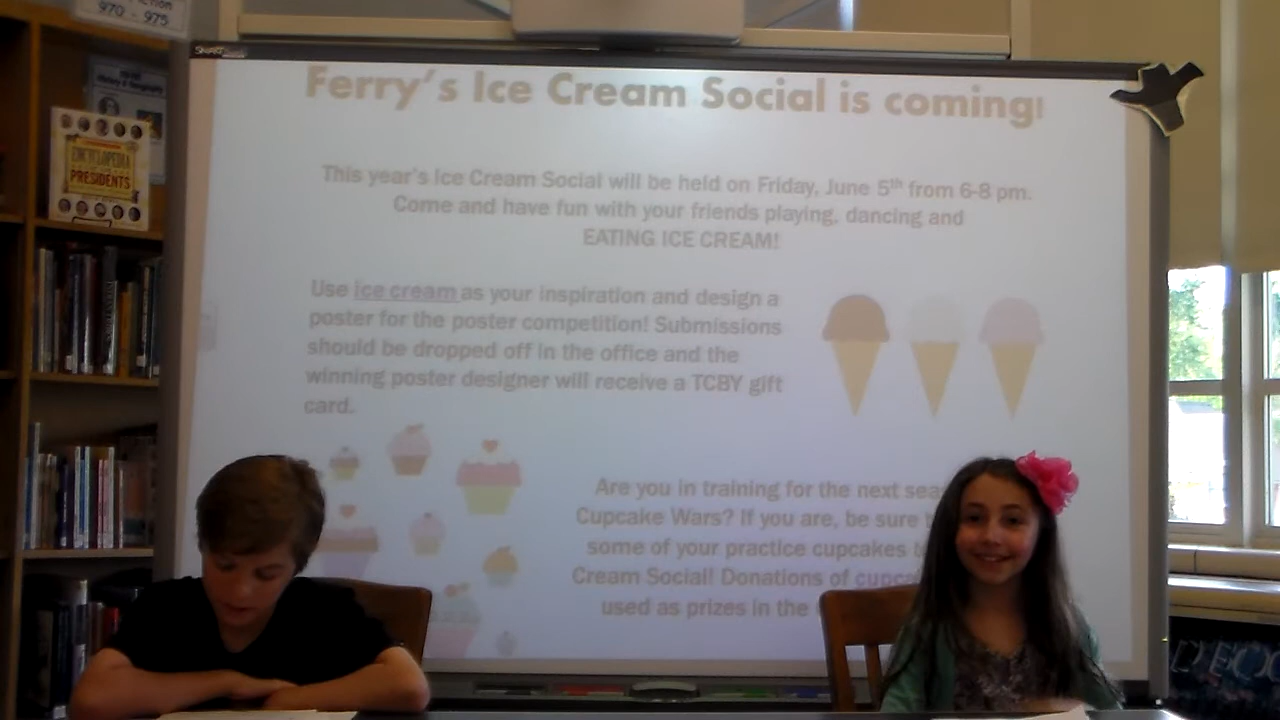 970 - 975
SMART
ENCYCLOPEDIA
of the
PRESIDENTS
Ferry's Ice Cream Social is coming!
This year's Ice Cream Social will be held on Friday, June 5th from 6-8 pm.
Come and have fun with your friends playing, dancing and
EATING ICE CREAM!
Use ice cream as your inspiration and design a
poster for the poster competition! Submissions
should be dropped off in the office and the
winning poster designer will receive a TCBY gift
card.
Are you in training for the next
Cupcake Wars? If you are, be sure
some of your practice cupcakes
Cream Social! Donations of
used as prizes in the